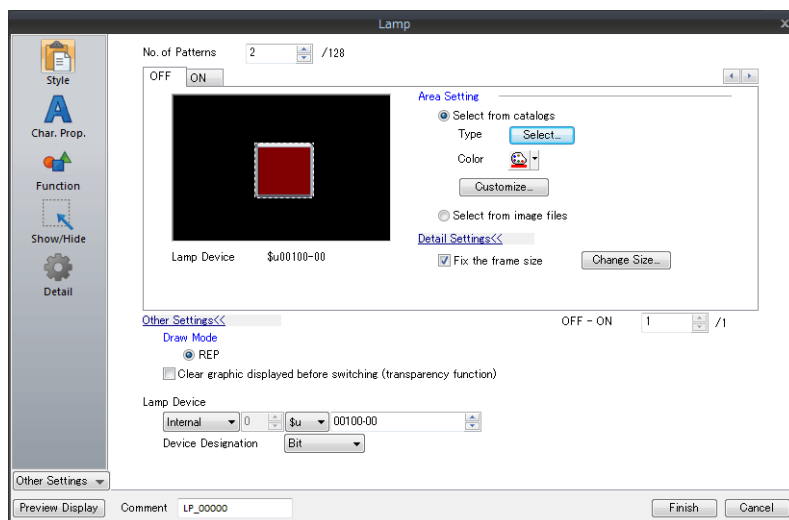 Lamp
x
Style
Char. Prop.
Function
Show/Hide
Detail
Other Settings
No. of Patterns 2 /128
OFF ON
Area Setting
Select from catalogs
Type Select...
Color
Customize...
Select from image files
Detail Settings<<
Fix the frame size Change Size...
Lamp Device $u00100-00
Other Settings<< OFF - ON 1 /1
Draw Mode
REP
Clear graphic displayed before switching (transparency function)
Lamp Device
Internal 0 $u 00100-00
Device Designation Bit
Preview Display Comment LP_00000 Finish Cancel